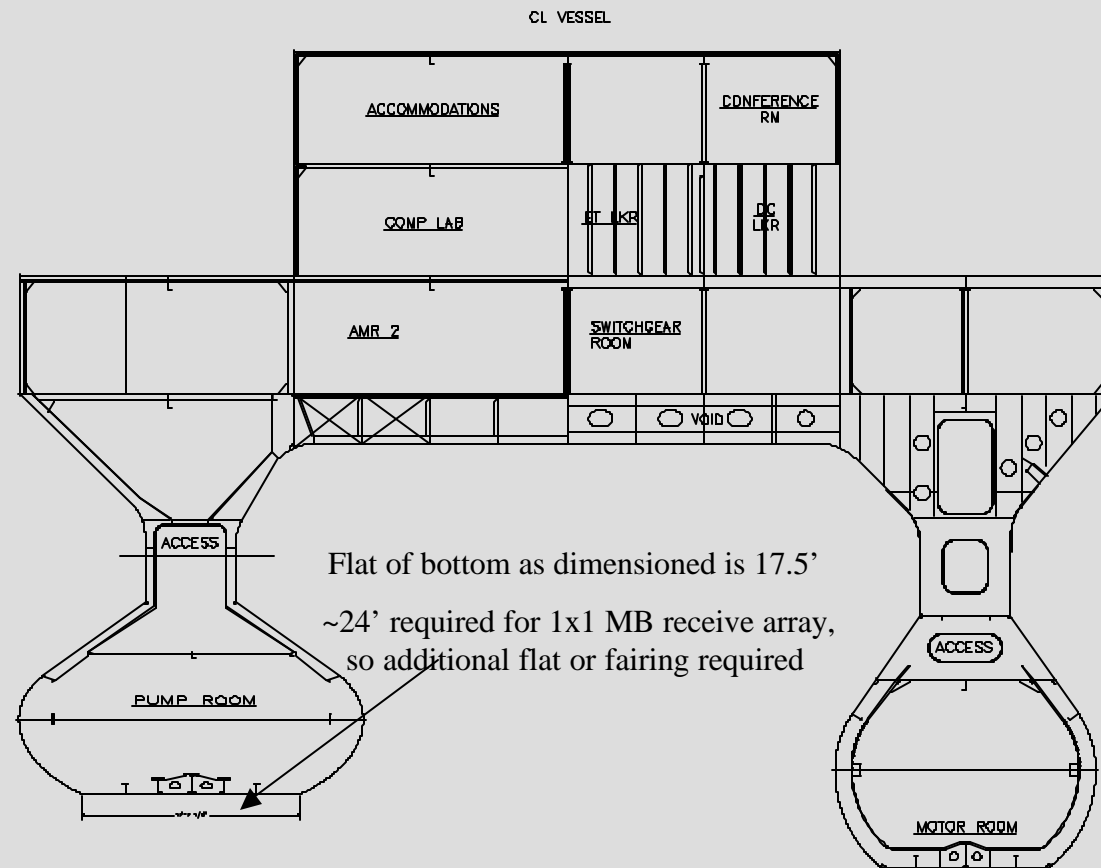 CL VESSEL
ACCOMMODATIONS
CONFERENCE
RM
COMP LAB
ET LKR
DC
LKR
AMR 2
SWITCHGEAR
ROOM
VOID
ACCESS
Flat of bottom as dimensioned is 17.5’
~24’ required for 1x1 MB receive array,
so additional flat or fairing required
ACCESS
PUMP ROOM
MOTOR ROOM